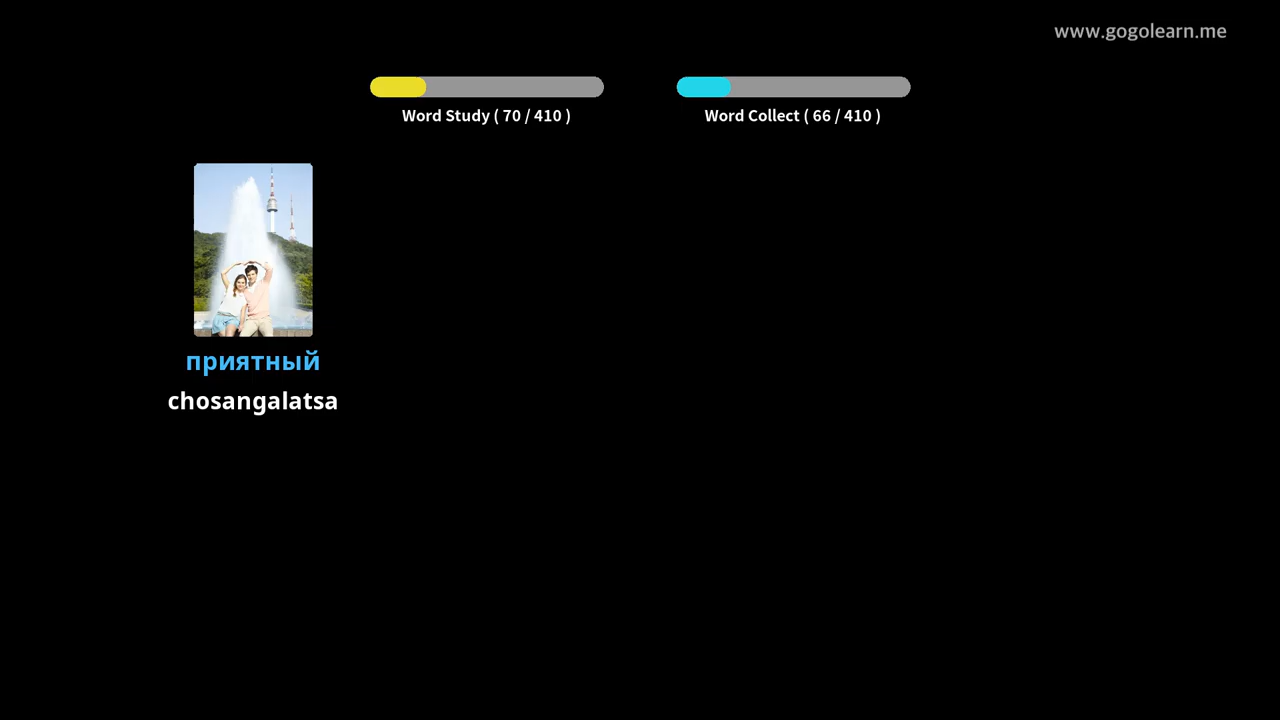 www.gogolearn.me
Word Study ( 70 / 410 )
Word Collect ( 66 / 410 )
приятный
chosangalatsa